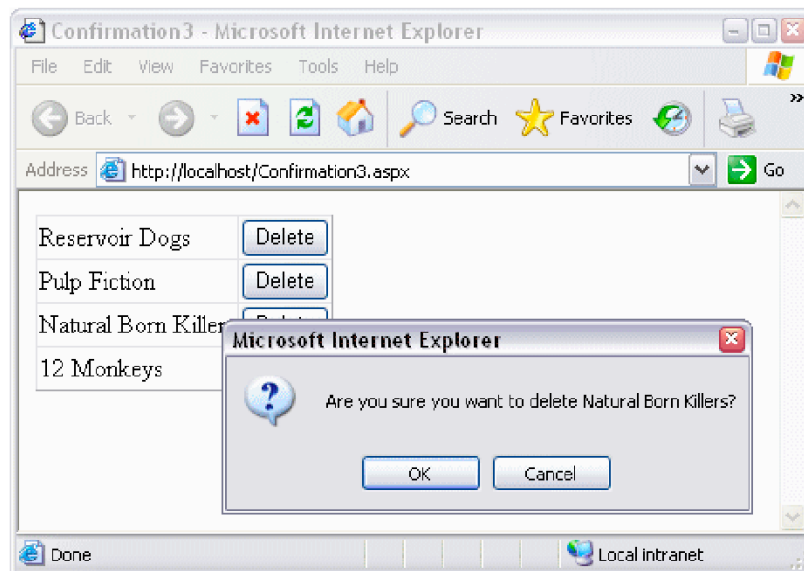 Confirmation3 - Microsoft Internet Explorer
File Edit View Favorites Tools Help
Back Search Favorites »
Address http://localhost/Confirmation3.aspx Go
Reservoir Dogs Delete
Pulp Fiction Delete
Natural Born Killers Delete
12 Monkeys
Microsoft Internet Explorer
Are you sure you want to delete Natural Born Killers?
OK Cancel
Done Local intranet